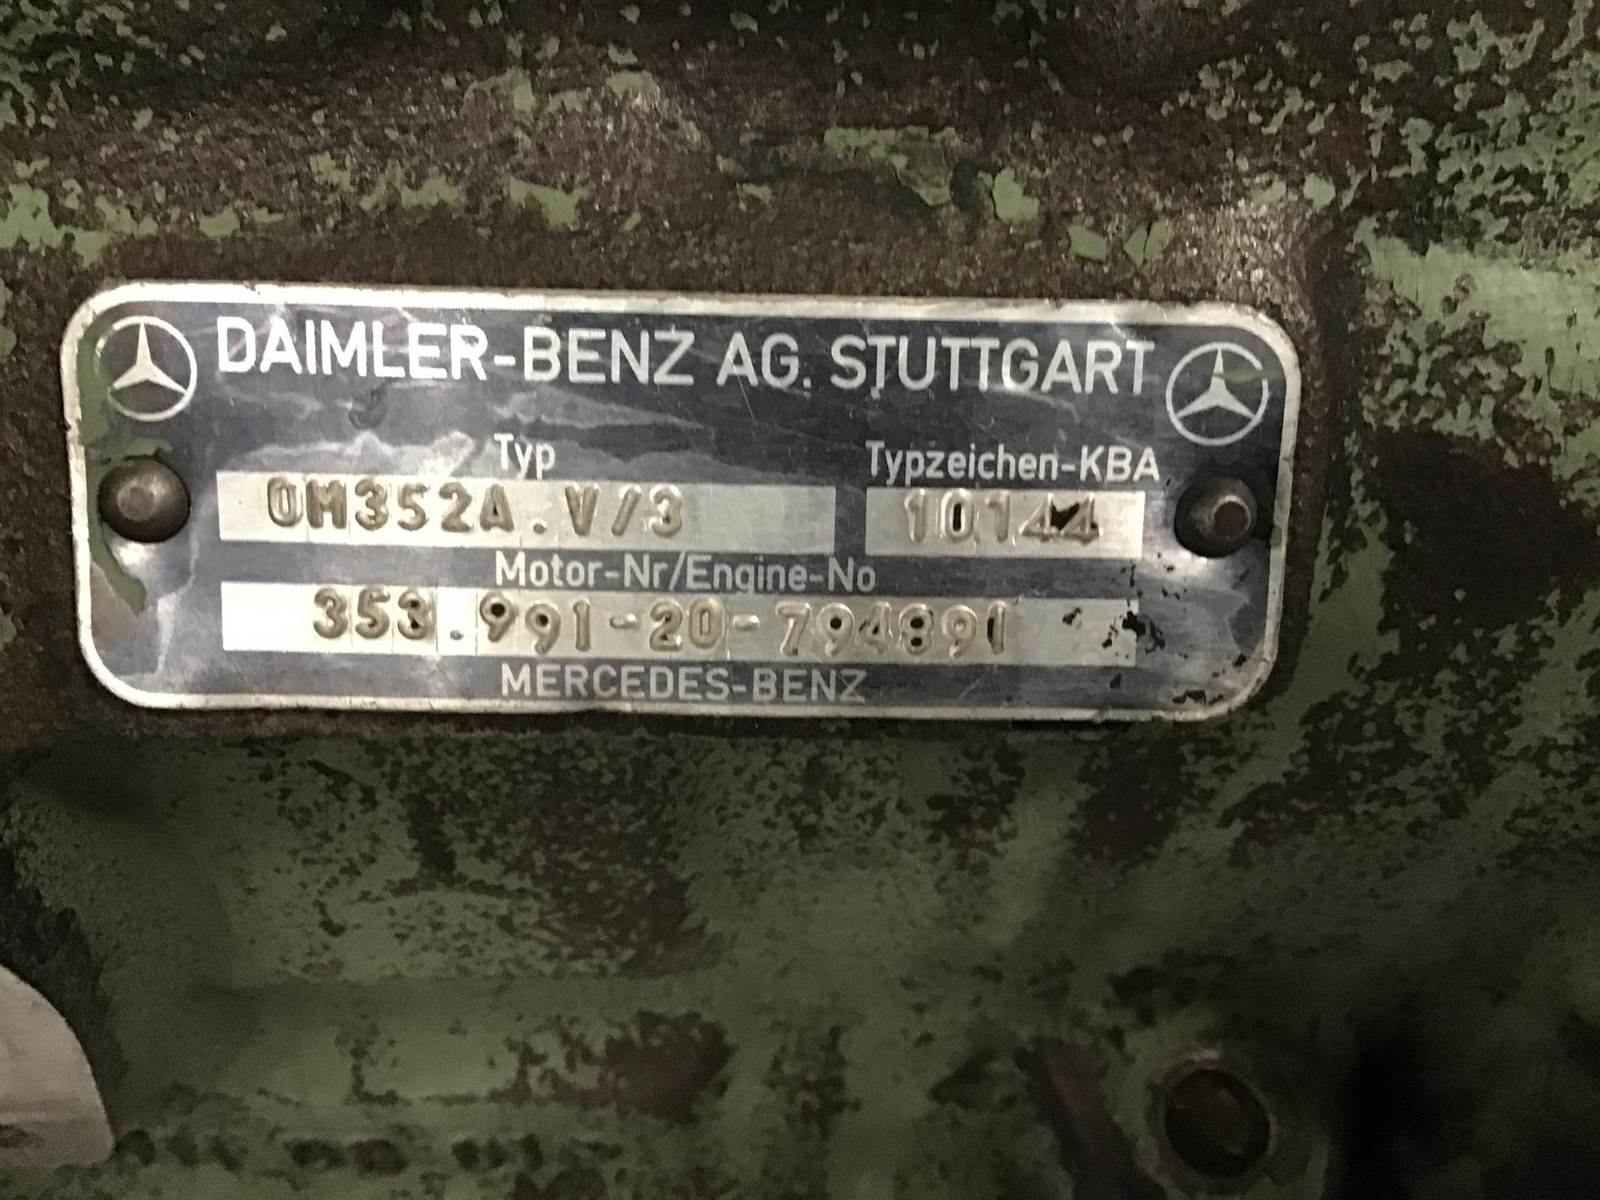 DAIMLER-BENZ AG. STUTTGART
Typ Typzeichen-KBA
OM352A.V/3 10144
Motor-Nr/Engine-No
353.991-20-794891
MERCEDES-BENZ